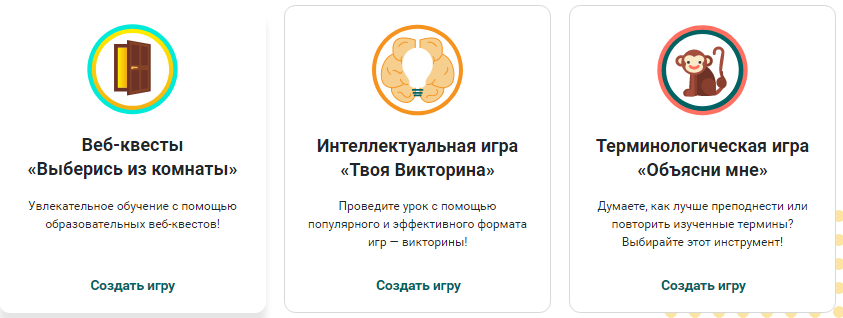 Веб-квесты
«Выберись из комнаты»
Увлекательное обучение с помощью
образовательных веб-квестов!
Создать игру
Интеллектуальная игра
«Твоя Викторина»
Проведите урок с помощью
популярного и эффективного формата
игр — викторины!
Создать игру
Терминологическая игра
«Объясни мне»
Думаете, как лучше преподнести или
повторить изученные термины?
Выбирайте этот инструмент!
Создать игру